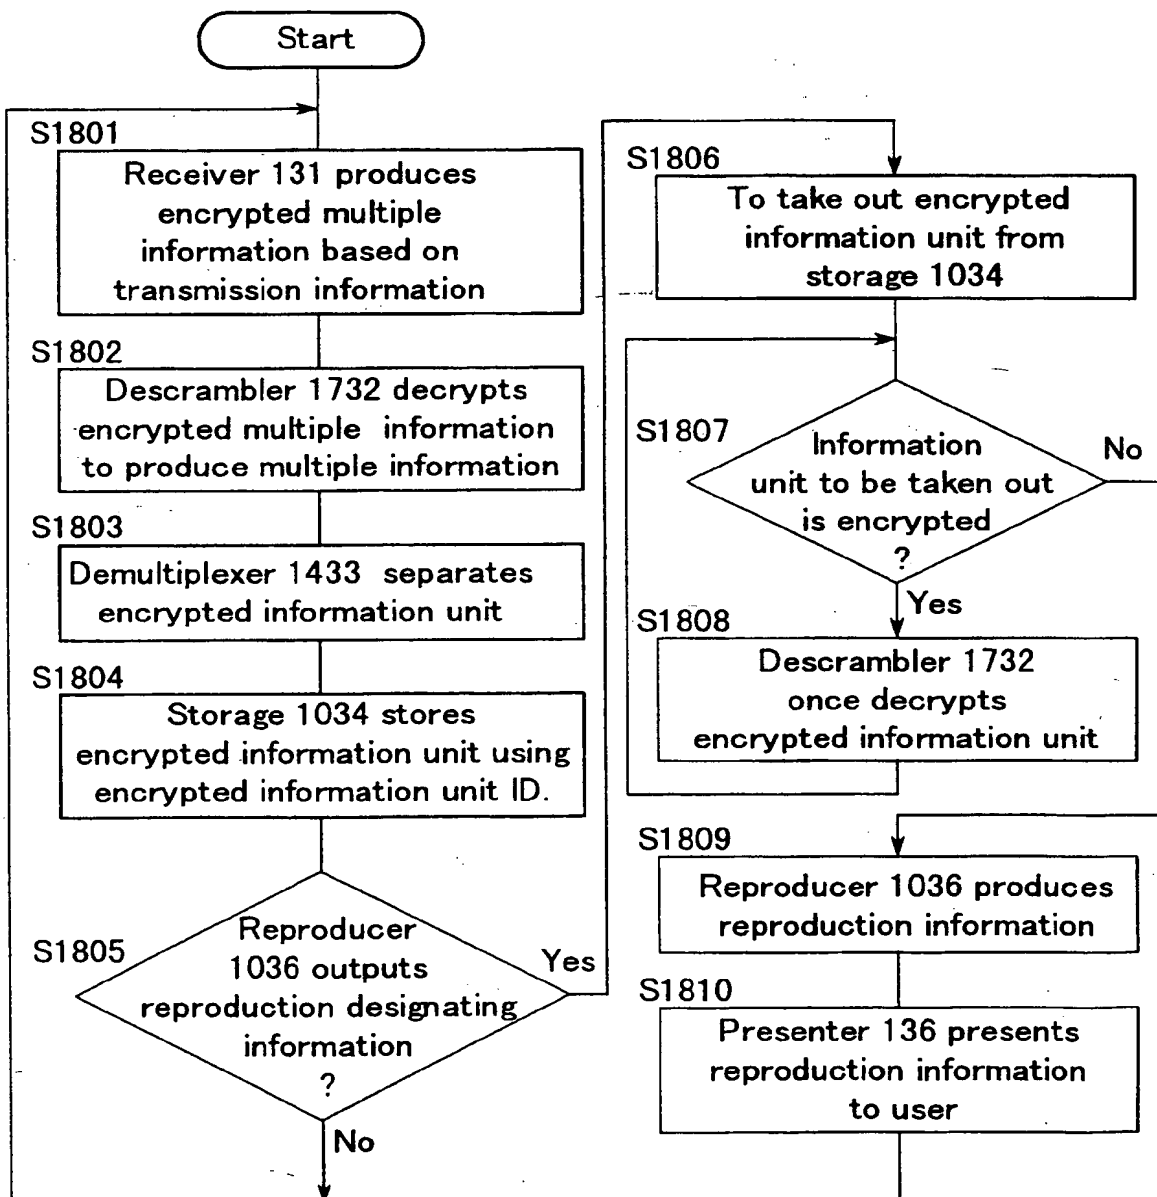 Start
S1801
Receiver 131 produces
encrypted multiple
information based on
transmission information
S1802
Descrambler 1732 decrypts
encrypted multiple information
to produce multiple information
S1803
Demultiplexer 1433 separates
encrypted information unit
S1804
Storage 1034 stores
encrypted information unit using
encrypted information unit ID.
S1805
Reproducer
1036 outputs
reproduction designating
information
?
Yes
No
S1806
To take out encrypted
information unit from
storage 1034
S1807
Information
unit to be taken out
is encrypted
?
No
Yes
S1808
Descrambler 1732
once decrypts
encrypted information unit
S1809
Reproducer 1036 produces
reproduction information
S1810
Presenter 136 presents
reproduction information
to user